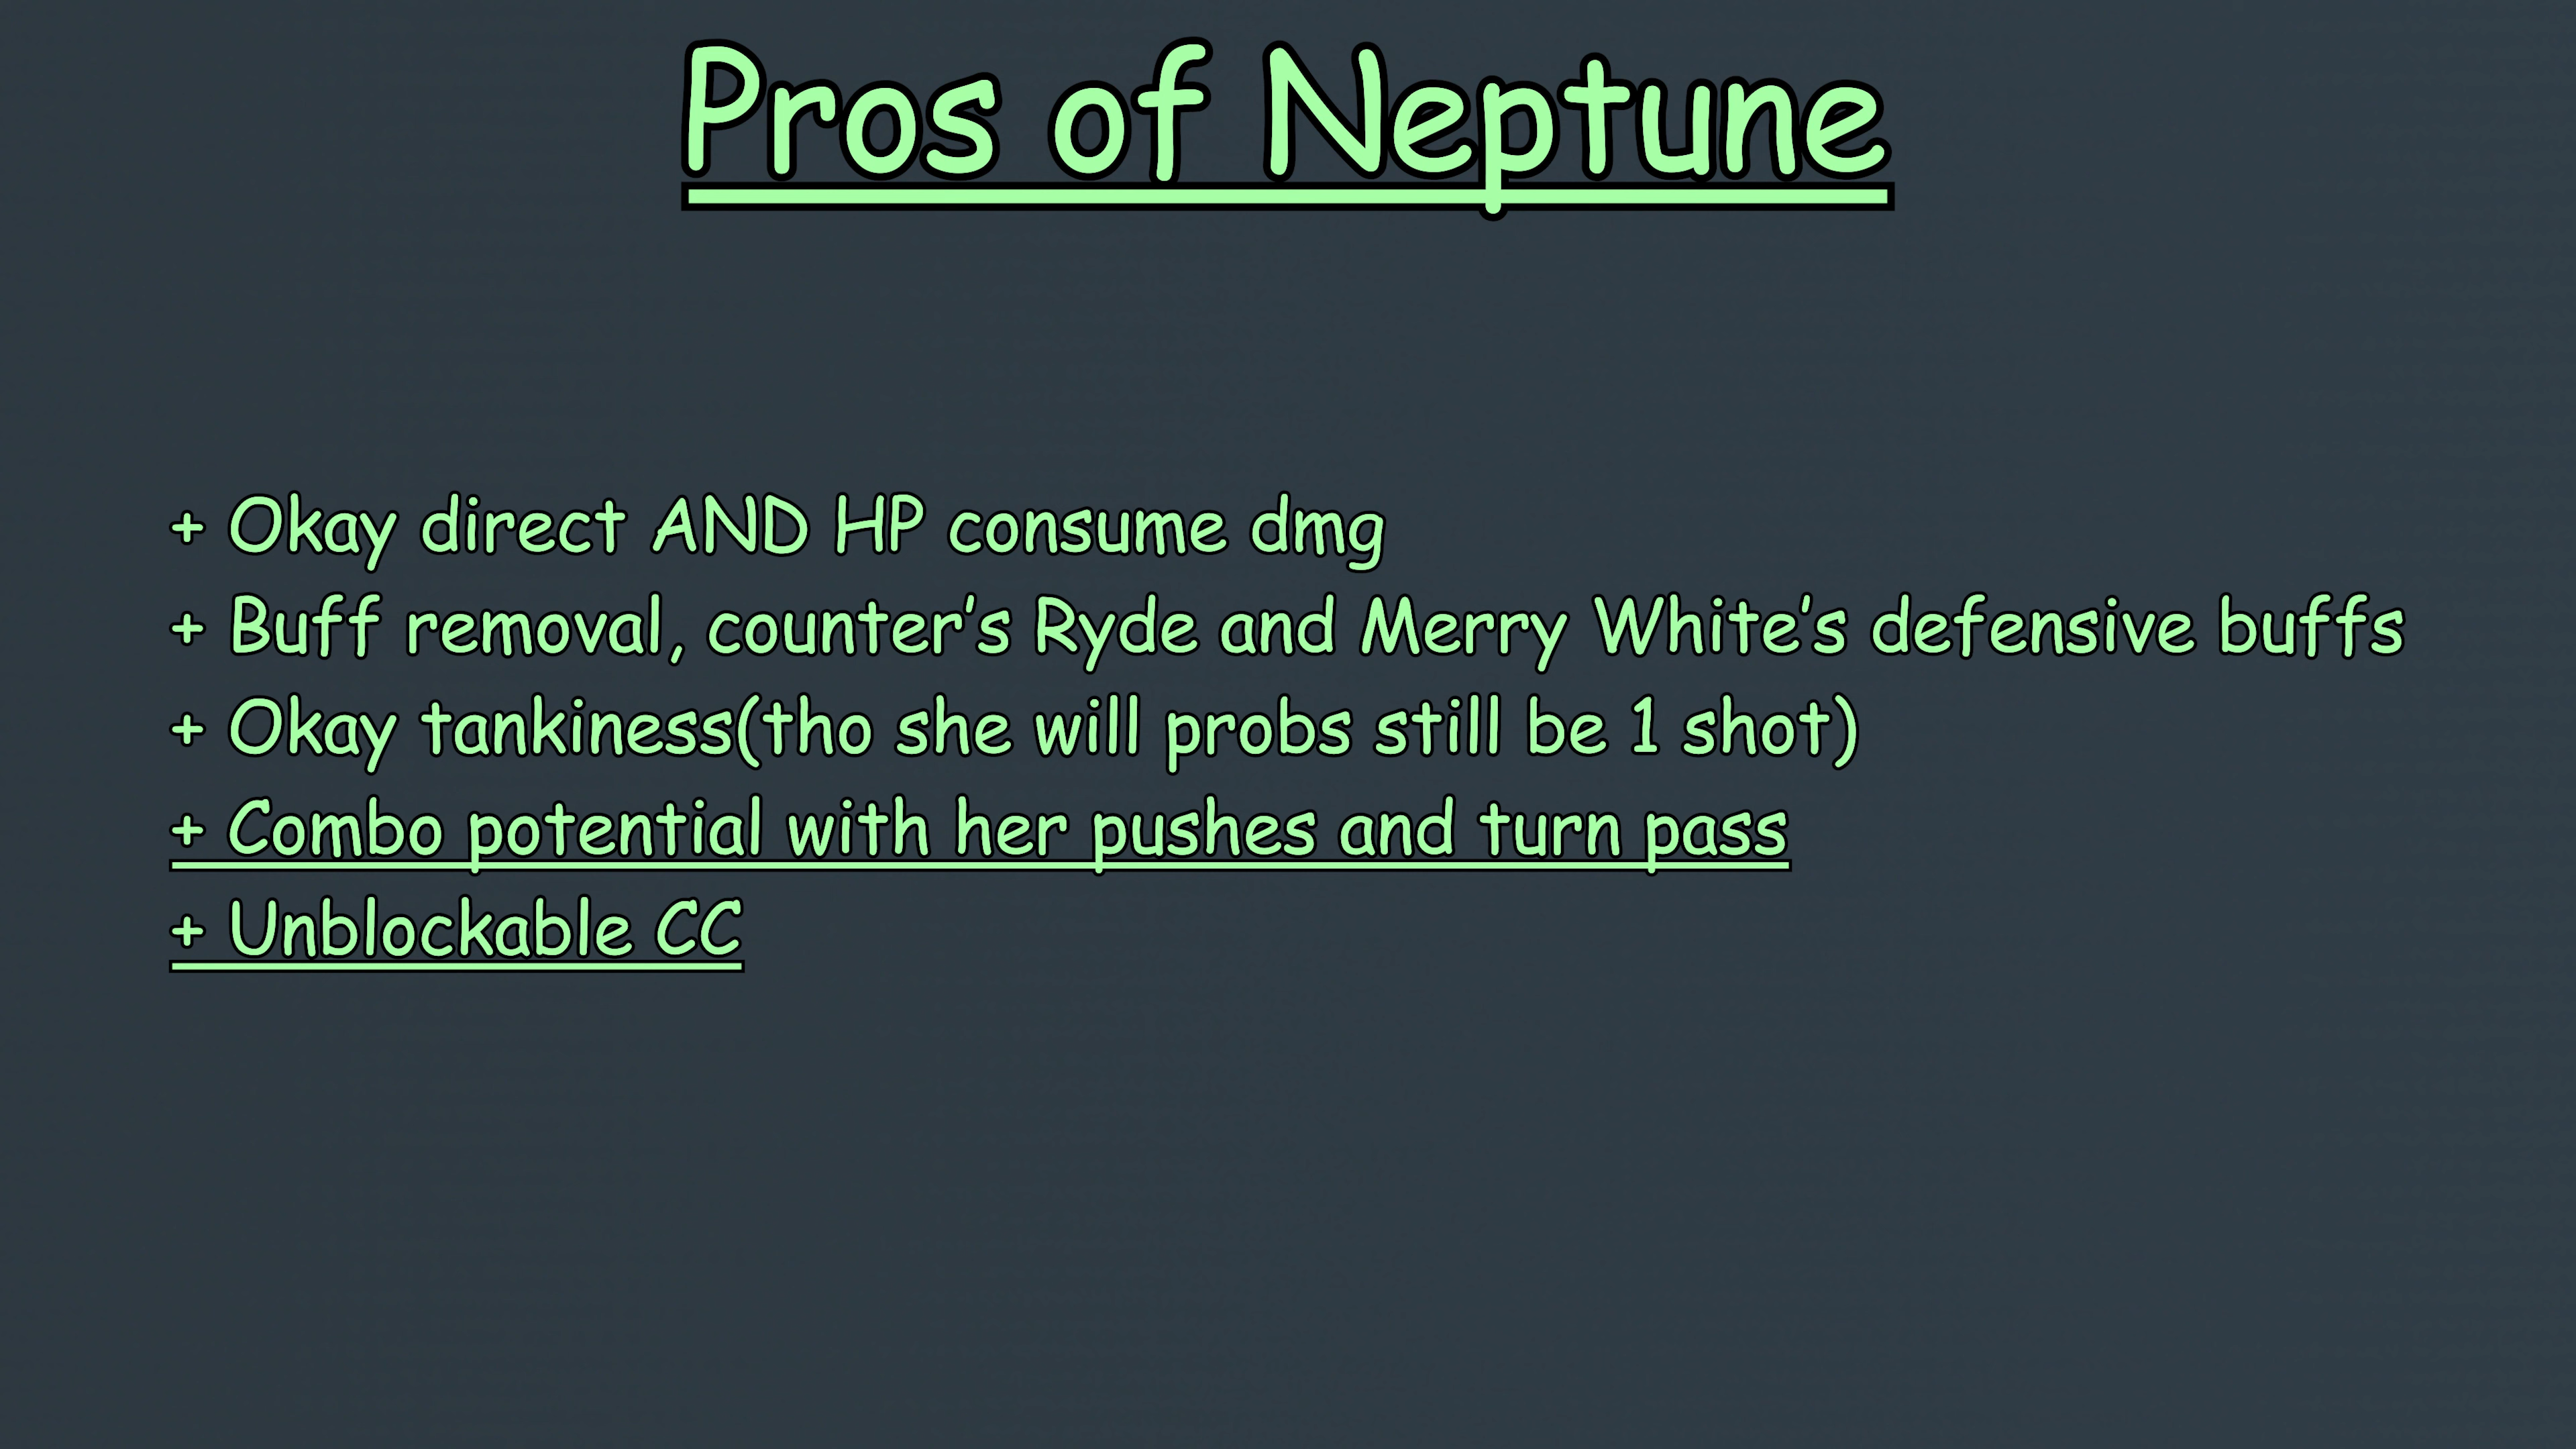 Pros of Neptune
+ Okay direct AND HP consume dmg
+ Buff removal, counter’s Ryde and Merry White’s defensive buffs
+ Okay tankiness(tho she will probs still be 1 shot)
+ Combo potential with her pushes and turn pass
+ Unblockable CC